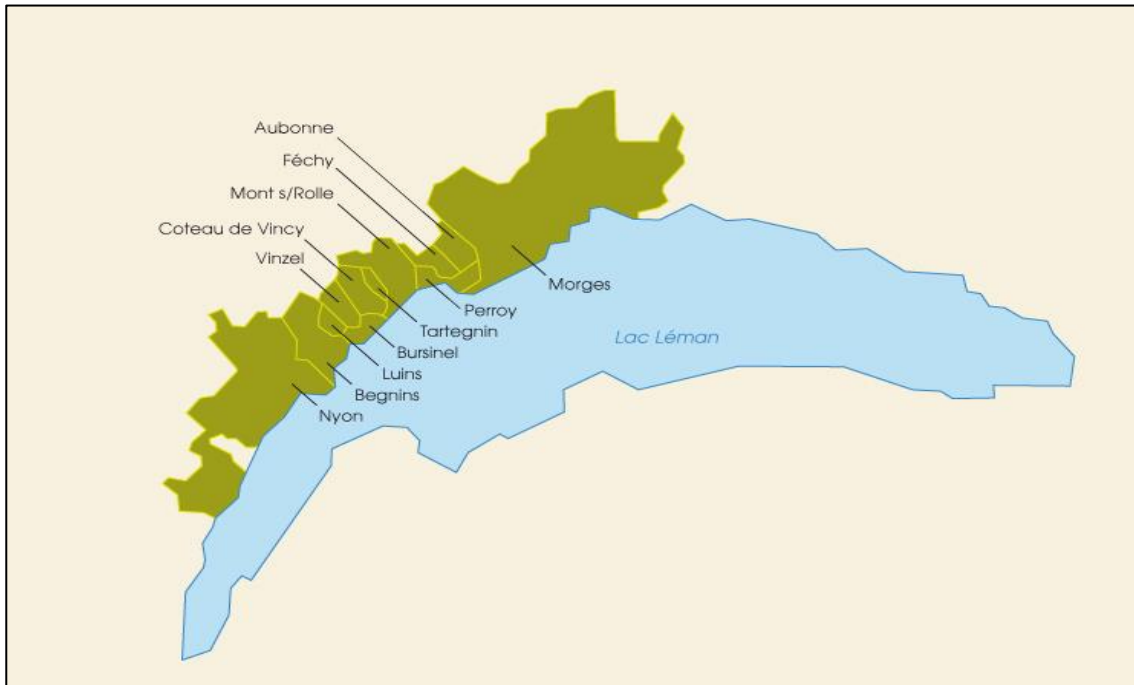 Aubonne
Féchy
Mont s/Rolle
Coteau de Vincy
Vinzel
Morges
Perroy
Tartegnin
Bursinel
Luins
Begnins
Nyon
Lac Léman